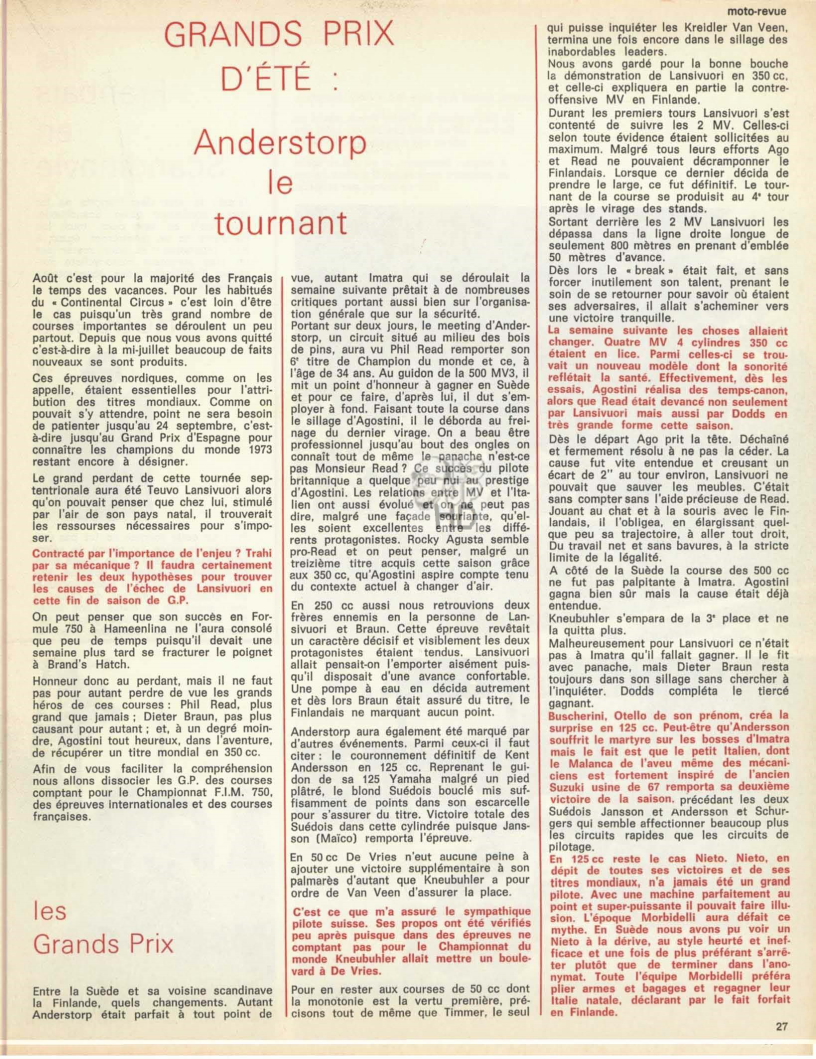 moto-revue
GRANDS PRIX
D'ÉTÉ :
Anderstorp
le
tournant
Août c'est pour la majorité des Français
le temps des vacances. Pour les habitués
du « Continental Circus » c'est loin d'être
le cas puisqu'un très grand nombre de
courses importantes se déroulent un peu
partout. Depuis que nous vous avons quitté
c'est-à-dire à la mi-juillet beaucoup de faits
nouveaux se sont produits.
Ces épreuves nordiques, comme on les
appelle, étaient essentielles pour l'attri-
bution des titres mondiaux. Comme on
pouvait s'y attendre, point ne sera besoin
de patienter jusqu'au 24 septembre, c'est-
à-dire jusqu'au Grand Prix d'Espagne pour
connaître les champions du monde 1973
restant encore à désigner.
Le grand perdant de cette tournée sep-
tentrionale aura été Teuvo Lansivuori alors
qu'on pouvait penser que chez lui, stimulé
par l'air de son pays natal, il trouverait
les ressources nécessaires pour s'impo-
ser.
Contracté par l'importance de l'enjeu ? Trahi
par sa mécanique ? Il faudra certainement
retenir les deux hypothèses pour trouver
les causes de l'échec de Lansivuori en
cette fin de saison de G.P.
On peut penser que son succès en For-
mule 750 à Hameenlina ne l'aura consolé
que peu de temps puisqu'il devait une
semaine plus tard se fracturer le poignet
à Brand's Hatch.
Honneur donc au perdant, mais il ne faut
pas pour autant perdre de vue les grands
héros de ces courses : Phil Read, plus
grand que jamais ; Dieter Braun, pas plus
causant pour autant ; et, à un degré moin-
dre, Agostini tout heureux, dans l'aventure,
de récupérer un titre mondial en 350 cc.
Afin de vous faciliter la compréhension
nous allons dissocier les G.P. des courses
comptant pour le Championnat F.I.M. 750,
des épreuves internationales et des courses
françaises.
les
Grands Prix
Entre la Suède et sa voisine scandinave
la Finlande, quels changements. Autant
Anderstorp était parfait à tout point de
vue, autant Imatra qui se déroulait la
semaine suivante prêtait à de nombreuses
critiques portant aussi bien sur l'organisa-
tion générale que sur la sécurité.
Portant sur deux jours, le meeting d'Ander-
storp, un circuit situé au milieu des bois
de pins, aura vu Phil Read remporter son
6e titre de Champion du monde et ce, à
l'âge de 34 ans. Au guidon de la 500 MV3, il
mit un point d'honneur à gagner en Suède
et pour ce faire, d'après lui, il dut s'em-
ployer à fond. Faisant toute la course dans
le sillage d'Agostini, il le déborda au frei-
nage du dernier virage. On a beau être
professionnel jusqu'au bout des ongles on
connaît tout de même le panache n'est-ce
pas Monsieur Read ? Ce succès du pilote
britannique a quelque peu nui au prestige
d'Agostini. Les relations entre MV et l'Ita-
lien ont aussi évolué et on ne peut pas
dire, malgré une façade souriante, qu'el-
les soient excellentes entre les diffé-
rents protagonistes. Rocky Agusta semble
pro-Read et on peut penser, malgré un
treizième titre acquis cette saison grâce
aux 350 cc, qu'Agostini aspire compte tenu
du contexte actuel à changer d'air.
En 250 cc aussi nous retrouvions deux
frères ennemis en la personne de Lan-
sivuori et Braun. Cette épreuve revêtait
un caractère décisif et visiblement les deux
protagonistes étaient tendus. Lansivuori
allait pensait-on l'emporter aisément puis-
qu'il disposait d'une avance confortable.
Une pompe à eau en décida autrement
et dès lors Braun était assuré du titre, le
Finlandais ne marquant aucun point.
Anderstorp aura également été marqué par
d'autres événements. Parmi ceux-ci il faut
citer : le couronnement définitif de Kent
Andersson en 125 cc. Reprenant le gui-
don de sa 125 Yamaha malgré un pied
plâtré, le blond Suédois bouclé mis suf-
fisamment de points dans son escarcelle
pour s'assurer du titre. Victoire totale des
Suédois dans cette cylindrée puisque Jans-
son (Maïco) remporta l'épreuve.
En 50 cc De Vries n'eut aucune peine à
ajouter une victoire supplémentaire à son
palmarès d'autant que Kneubuhler a pour
ordre de Van Veen d'assurer la place.
C'est ce que m'a assuré le sympathique
pilote suisse. Ses propos ont été vérifiés
peu après puisque dans des épreuves ne
comptant pas pour le Championnat du
monde Kneubuhler allait mettre un boule-
vard à De Vries.
Pour en rester aux courses de 50 cc dont
la monotonie est la vertu première, pré-
cisons tout de même que Timmer, le seul
qui puisse inquiéter les Kreidler Van Veen,
termina une fois encore dans le sillage des
inabordables leaders.
Nous avons gardé pour la bonne bouche
la démonstration de Lansivuori en 350 cc,
et celle-ci expliquera en partie la contre-
offensive MV en Finlande.
Durant les premiers tours Lansivuori s'est
contenté de suivre les 2 MV. Celles-ci
selon toute évidence étaient sollicitées au
maximum. Malgré tous leurs efforts Ago
et Read ne pouvaient décramponner le
Finlandais. Lorsque ce dernier décida de
prendre le large, ce fut définitif. Le tour-
nant de la course se produisit au 4e tour
après le virage des stands.
Sortant derrière les 2 MV Lansivuori les
dépassa dans la ligne droite longue de
seulement 800 mètres en prenant d'emblée
50 mètres d'avance.
Dès lors le « break » était fait, et sans
forcer inutilement son talent, prenant le
soin de se retourner pour savoir où étaient
ses adversaires, il allait s'acheminer vers
une victoire tranquille.
La semaine suivante les choses allaient
changer. Quatre MV 4 cylindres 350 cc
étaient en lice. Parmi celles-ci se trou-
vait un nouveau modèle dont la sonorité
reflétait la santé. Effectivement, dès les
essais, Agostini réalisa des temps-canon,
alors que Read était devancé non seulement
par Lansivuori mais aussi par Dodds en
très grande forme cette saison.
Dès le départ Ago prit la tête. Déchaîné
et fermement résolu à ne pas la céder. La
cause fut vite entendue et creusant un
écart de 2" au tour environ, Lansivuori ne
pouvait que sauver les meubles. C'était
sans compter sans l'aide précieuse de Read.
Jouant au chat et à la souris avec le Fin-
landais, il l'obligea, en élargissant quel-
que peu sa trajectoire, à aller tout droit,
Du travail net et sans bavures, à la stricte
limite de la légalité.
A côté de la Suède la course des 500 cc
ne fut pas palpitante à Imatra. Agostini
gagna bien sûr mais la cause était déjà
entendue.
Kneubuhler s'empara de la 3e place et ne
la quitta plus.
Malheureusement pour Lansivuori ce n'était
pas à Imatra qu'il fallait gagner. Il le fit
avec panache, mais Dieter Braun resta
toujours dans son sillage sans chercher à
l'inquiéter. Dodds compléta le tiercé
gagnant.
Buscherini, Otello de son prénom, créa la
surprise en 125 cc. Peut-être qu'Andersson
souffrit le martyre sur les bosses d'Imatra
mais le fait est que le petit Italien, dont
le Malanca de l'aveu même des mécani-
ciens est fortement inspiré de l'ancien
Suzuki usine de 67 remporta sa deuxième
victoire de la saison. précédant les deux
Suédois Jansson et Andersson et Schur-
gers qui semble affectionner beaucoup plus
les circuits rapides que les circuits de
pilotage.
En 125 cc reste le cas Nieto. Nieto, en
dépit de toutes ses victoires et de ses
titres mondiaux, n'a jamais été un grand
pilote. Avec une machine parfaitement au
point et super-puissante il pouvait faire illu-
sion. L'époque Morbidelli aura défait ce
mythe. En Suède nous avons pu voir un
Nieto à la dérive, au style heurté et inef-
ficace et une fois de plus préférant s'arrê-
ter plutôt que de terminer dans l'ano-
nymat. Toute l'équipe Morbidelli préféra
plier armes et bagages et regagner leur
Italie natale, déclarant par le fait forfait
en Finlande.
27